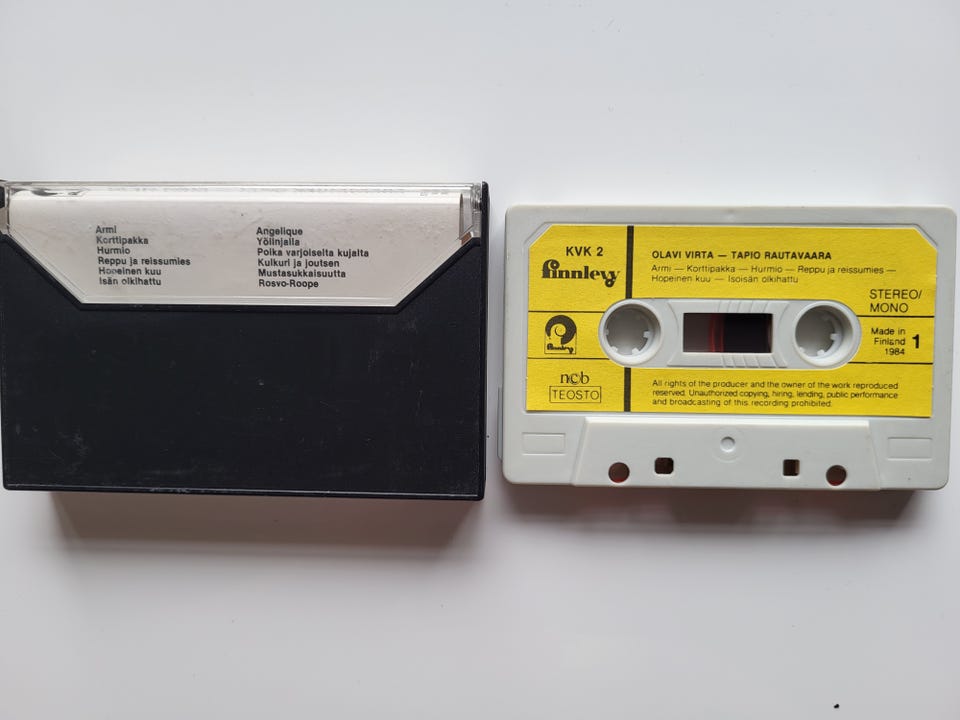 Armi
Korttipakka
Hurmio
Reppu ja reissumies
Hopeinen kuu
Isän olkihattu
Angelique
Yölinjalla
Poika varjoiselta kujalta
Kulkuri ja joutsen
Mustasukkaisuutta
Rosvo-Roope
KVK 2
finnlevy
OLAVI VIRTA — TAPIO RAUTAVAARA
Armi — Korttipakka — Hurmio — Reppu ja reissumies —
Hopeinen kuu — Isoisän olkihattu
STEREO/
MONO
finnlevy
Made in
Finland
1984
1
ncb
TEOSTO
All rights of the producer and the owner of the work reproduced
reserved. Unauthorized copying, hiring, lending, public performance
and broadcasting of this recording prohibited.